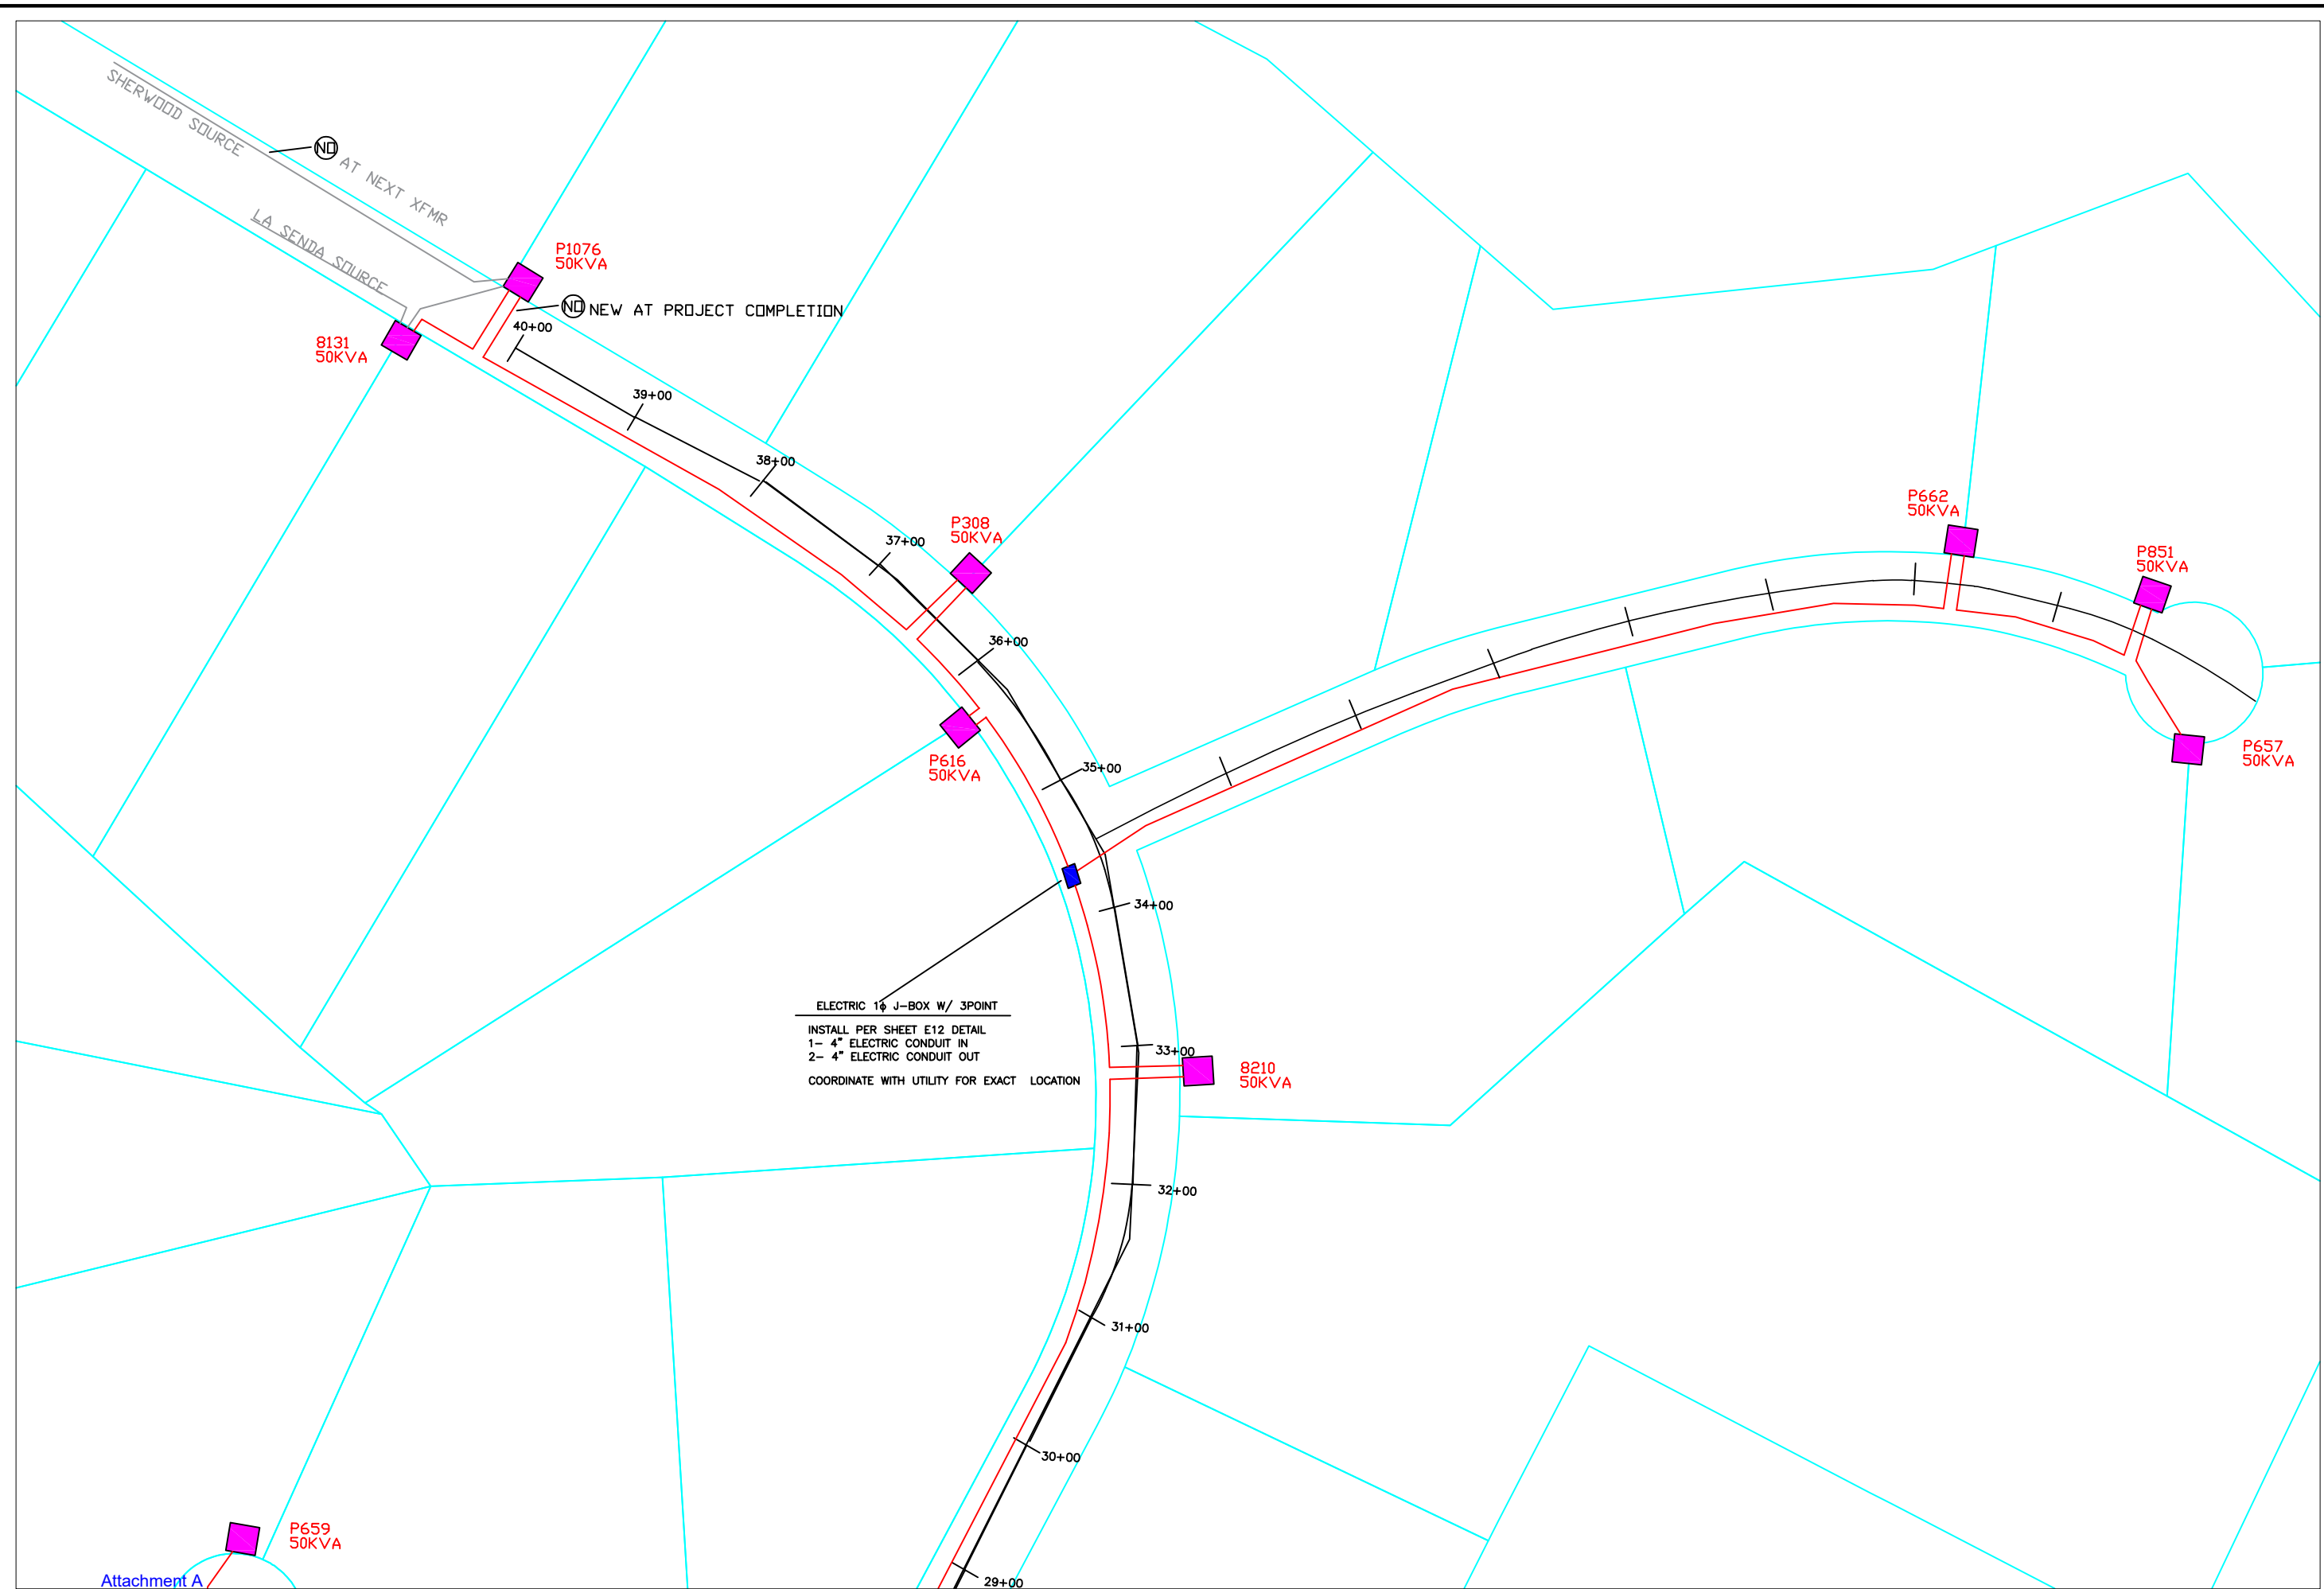 SHERWOOD SOURCE
NO
AT NEXT XFMR
LA SENDA SOURCE
P1076
50KVA
NO NEW AT PROJECT COMPLETION
40+00
8131
50KVA
39+00
38+00
P308
50KVA
37+00
36+00
P662
50KVA
P851
50KVA
P616
50KVA
35+00
P657
50KVA
34+00
ELECTRIC 1ϕ J-BOX W/ 3POINT
INSTALL PER SHEET E12 DETAIL
1- 4" ELECTRIC CONDUIT IN
2- 4" ELECTRIC CONDUIT OUT
COORDINATE WITH UTILITY FOR EXACT LOCATION
33+00
8210
50KVA
32+00
31+00
30+00
P659
50KVA
29+00
Attachment A